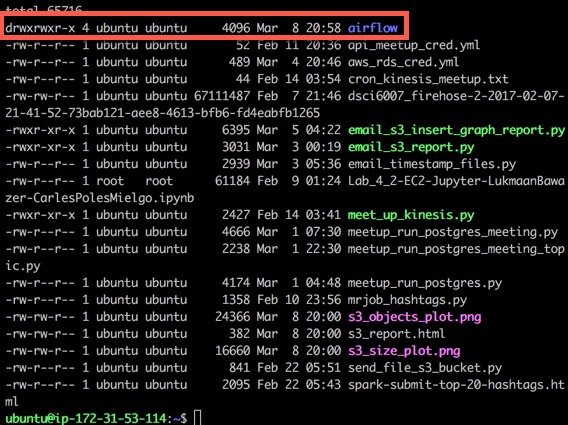 total 65716
drwxrwxr-x 4 ubuntu ubuntu     4096 Mar  8 20:58 airflow
-rw-rw-r-- 1 ubuntu ubuntu       52 Feb 11 20:36 api_meetup_cred.yml
-rw-rw-r-- 1 ubuntu ubuntu      489 Mar  4 20:46 aws_rds_cred.yml
-rw-rw-r-- 1 ubuntu ubuntu       44 Feb 14 03:54 cron_kinesis_meetup.txt
-rw-rw-r-- 1 ubuntu ubuntu 67111487 Feb  7 21:46 dsci6007_firehose-2-2017-02-07-
21-41-52-73bab121-aee8-4613-bfb6-fd4eabfb1265
-rwxr-xr-x 1 ubuntu ubuntu     6395 Mar  5 04:22 email_s3_insert_graph_report.py
-rwxr-xr-x 1 ubuntu ubuntu     3031 Mar  3 00:19 email_s3_report.py
-rw-rw-r-- 1 ubuntu ubuntu     2939 Mar  3 05:36 email_timestamp_files.py
-rw-r--r-- 1 root   root      61184 Feb  9 01:24 Lab_4_2-EC2-Jupyter-LukmaanBawa
zer-CarlesPolesMielgo.ipynb
-rwxr-xr-x 1 ubuntu ubuntu     2427 Feb 14 03:41 meet_up_kinesis.py
-rw-r--r-- 1 ubuntu ubuntu     4666 Mar  1 07:30 meetup_run_postgres_meeting.py
-rw-r--r-- 1 ubuntu ubuntu     2238 Mar  1 22:30 meetup_run_postgres_meeting_top
ic.py
-rw-r--r-- 1 ubuntu ubuntu     4174 Mar  1 04:48 meetup_run_postgres.py
-rw-r--r-- 1 ubuntu ubuntu     1358 Feb 10 23:56 mrjob_hashtags.py
-rw-rw-r-- 1 ubuntu ubuntu    24366 Mar  8 20:00 s3_objects_plot.png
-rw-rw-r-- 1 ubuntu ubuntu      382 Mar  8 20:00 s3_report.html
-rw-rw-r-- 1 ubuntu ubuntu    16660 Mar  8 20:00 s3_size_plot.png
-rw-r--r-- 1 ubuntu ubuntu      841 Feb 22 05:51 send_file_s3_bucket.py
-rw-rw-r-- 1 ubuntu ubuntu     2095 Feb 22 05:43 spark-submit-top-20-hashtags.ht
ml
ubuntu@ip-172-31-53-114:~$